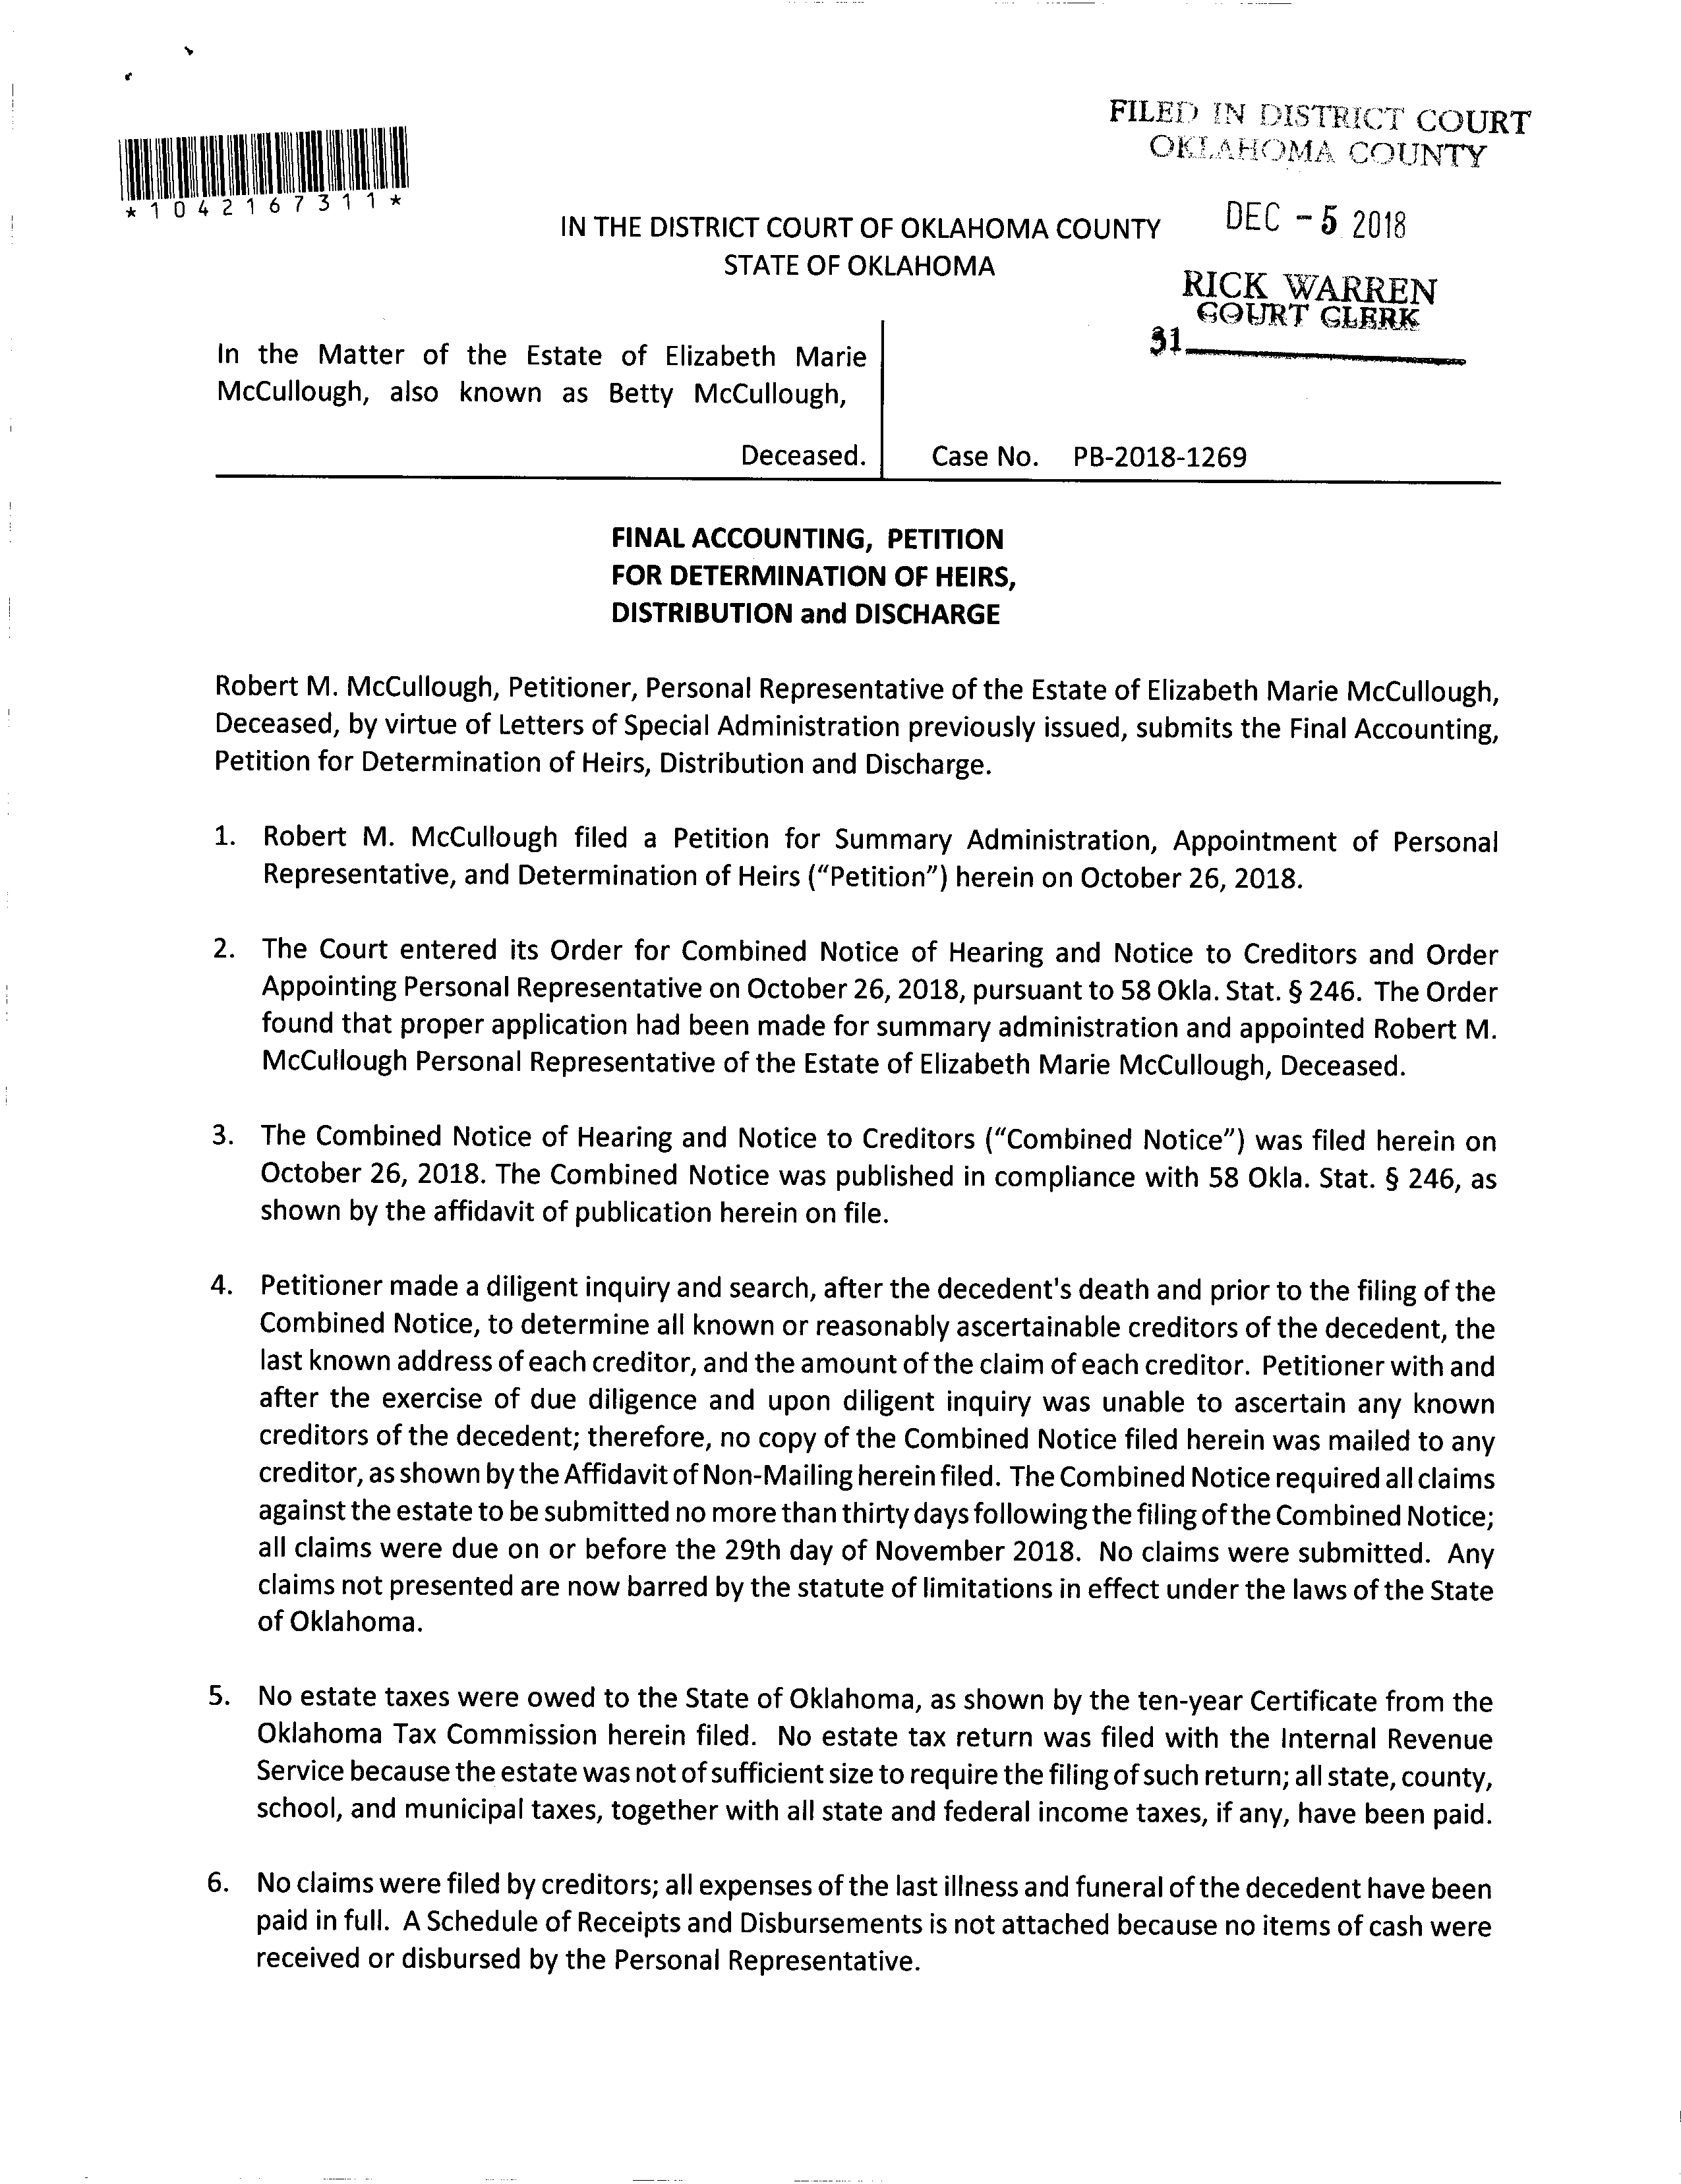 FILED IN DISTRICT COURT
OKLAHOMA COUNTY
*1042167311*
DEC - 5 2018
IN THE DISTRICT COURT OF OKLAHOMA COUNTY
STATE OF OKLAHOMA
RICK WARREN
COURT CLERK
31
In the Matter of the Estate of Elizabeth Marie
McCullough, also known as Betty McCullough,
Deceased.
Case No. PB-2018-1269
FINAL ACCOUNTING, PETITION
FOR DETERMINATION OF HEIRS,
DISTRIBUTION and DISCHARGE
Robert M. McCullough, Petitioner, Personal Representative of the Estate of Elizabeth Marie McCullough,
Deceased, by virtue of Letters of Special Administration previously issued, submits the Final Accounting,
Petition for Determination of Heirs, Distribution and Discharge.
1. Robert M. McCullough filed a Petition for Summary Administration, Appointment of Personal
Representative, and Determination of Heirs (“Petition”) herein on October 26, 2018.
2. The Court entered its Order for Combined Notice of Hearing and Notice to Creditors and Order
Appointing Personal Representative on October 26, 2018, pursuant to 58 Okla. Stat. § 246. The Order
found that proper application had been made for summary administration and appointed Robert M.
McCullough Personal Representative of the Estate of Elizabeth Marie McCullough, Deceased.
3. The Combined Notice of Hearing and Notice to Creditors (“Combined Notice”) was filed herein on
October 26, 2018. The Combined Notice was published in compliance with 58 Okla. Stat. § 246, as
shown by the affidavit of publication herein on file.
4. Petitioner made a diligent inquiry and search, after the decedent's death and prior to the filing of the
Combined Notice, to determine all known or reasonably ascertainable creditors of the decedent, the
last known address of each creditor, and the amount of the claim of each creditor. Petitioner with and
after the exercise of due diligence and upon diligent inquiry was unable to ascertain any known
creditors of the decedent; therefore, no copy of the Combined Notice filed herein was mailed to any
creditor, as shown by the Affidavit of Non-Mailing herein filed. The Combined Notice required all claims
against the estate to be submitted no more than thirty days following the filing of the Combined Notice;
all claims were due on or before the 29th day of November 2018. No claims were submitted. Any
claims not presented are now barred by the statute of limitations in effect under the laws of the State
of Oklahoma.
5. No estate taxes were owed to the State of Oklahoma, as shown by the ten-year Certificate from the
Oklahoma Tax Commission herein filed. No estate tax return was filed with the Internal Revenue
Service because the estate was not of sufficient size to require the filing of such return; all state, county,
school, and municipal taxes, together with all state and federal income taxes, if any, have been paid.
6. No claims were filed by creditors; all expenses of the last illness and funeral of the decedent have been
paid in full. A Schedule of Receipts and Disbursements is not attached because no items of cash were
received or disbursed by the Personal Representative.